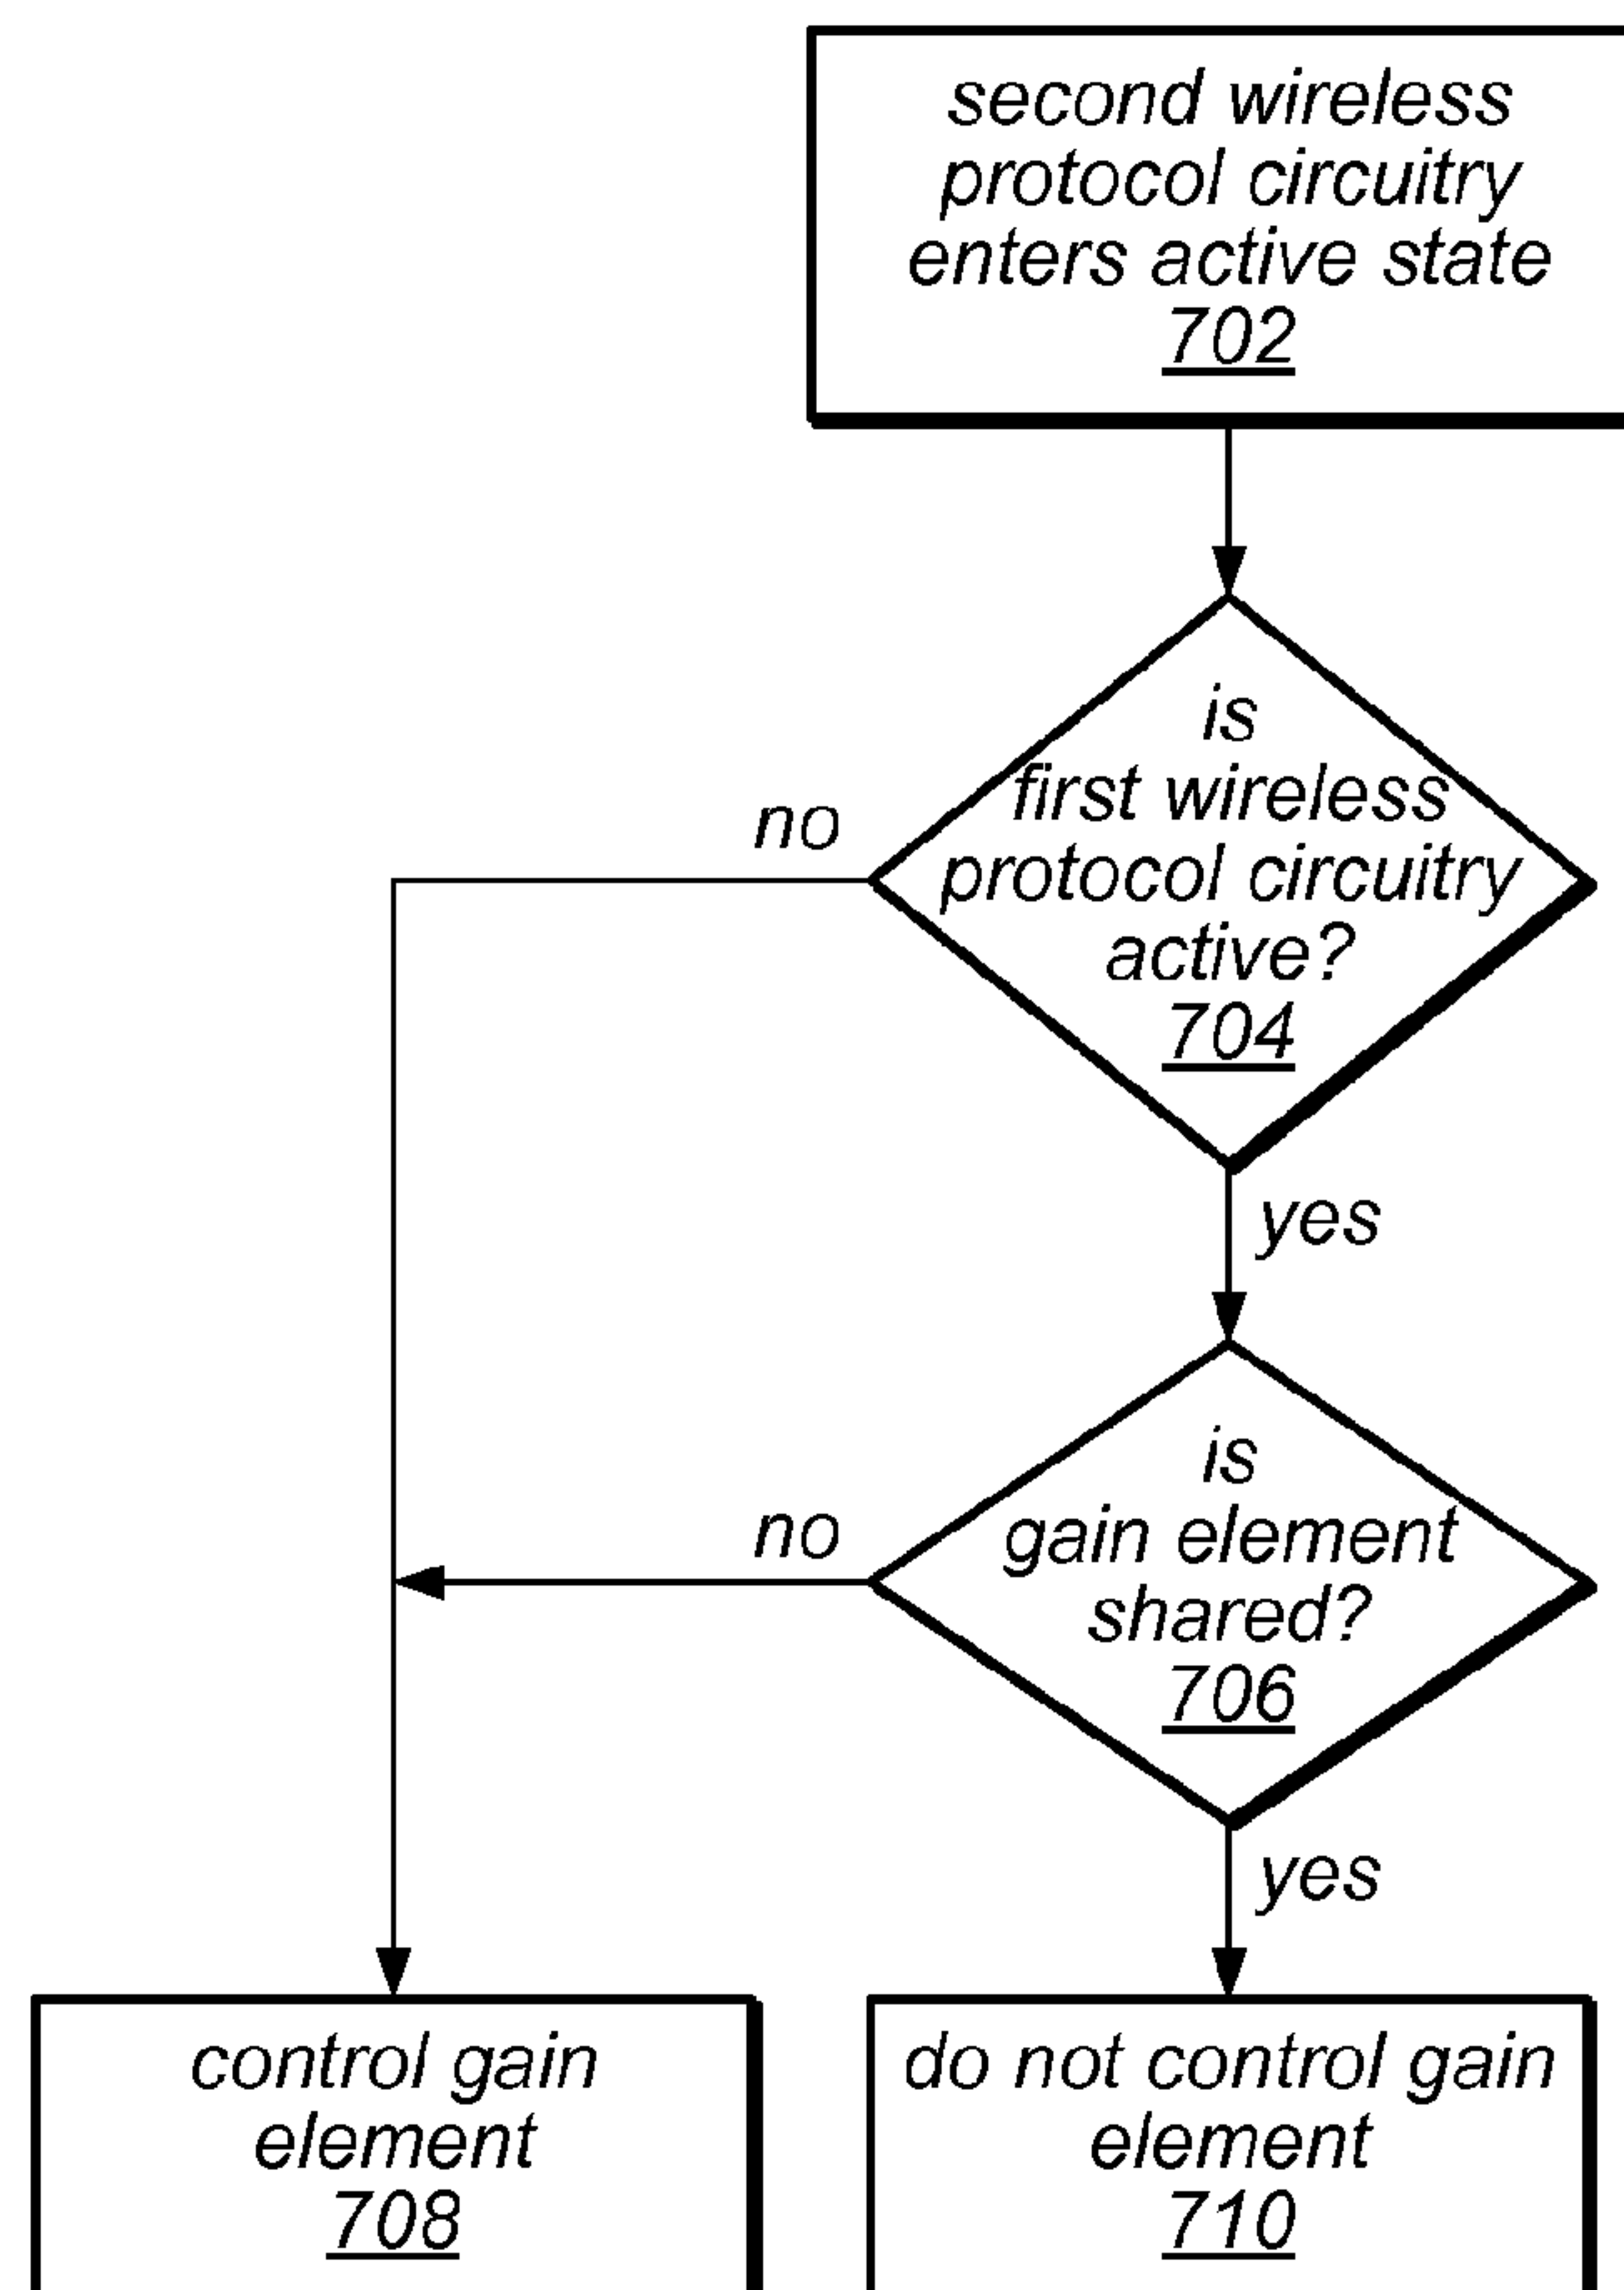 second wireless
protocol circuitry
enters active state
702
is
first wireless
protocol circuitry
active?
704
no
yes
is
gain element
shared?
706
no
yes
control gain
element
708
do not control gain
element
710